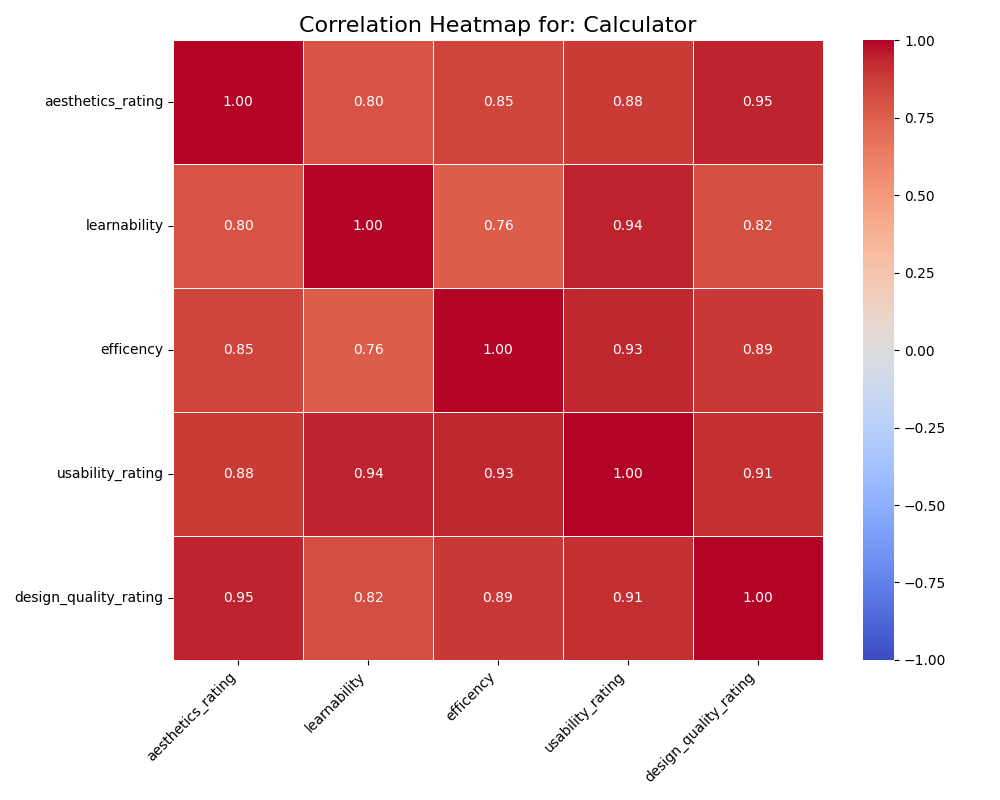 Correlation Heatmap for: Calculator
aesthetics_rating 1.00 0.80 0.85 0.88 0.95
learnability 0.80 1.00 0.76 0.94 0.82
efficency 0.85 0.76 1.00 0.93 0.89
usability_rating 0.88 0.94 0.93 1.00 0.91
design_quality_rating 0.95 0.82 0.89 0.91 1.00
aesthetics_rating learnability efficency usability_rating design_quality_rating
1.00
0.75
0.50
0.25
0.00
−0.25
−0.50
−0.75
−1.00